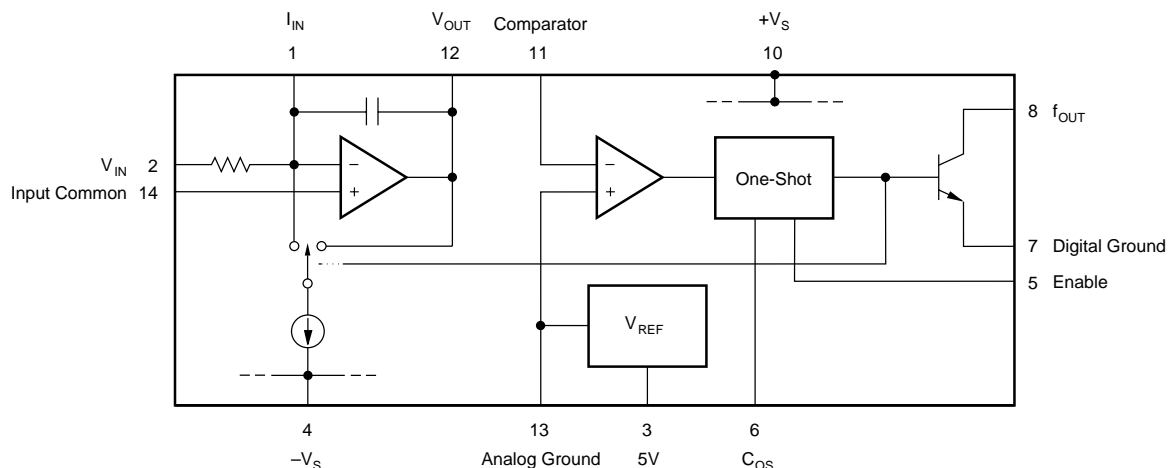 I_IN V_OUT Comparator +V_S
1 12 11 10
8 f_OUT
V_IN 2
− −
One-Shot
Input Common 14
+ +
7 Digital Ground
5 Enable
V_REF
4 13 3 6
–V_S Analog Ground 5V C_OS